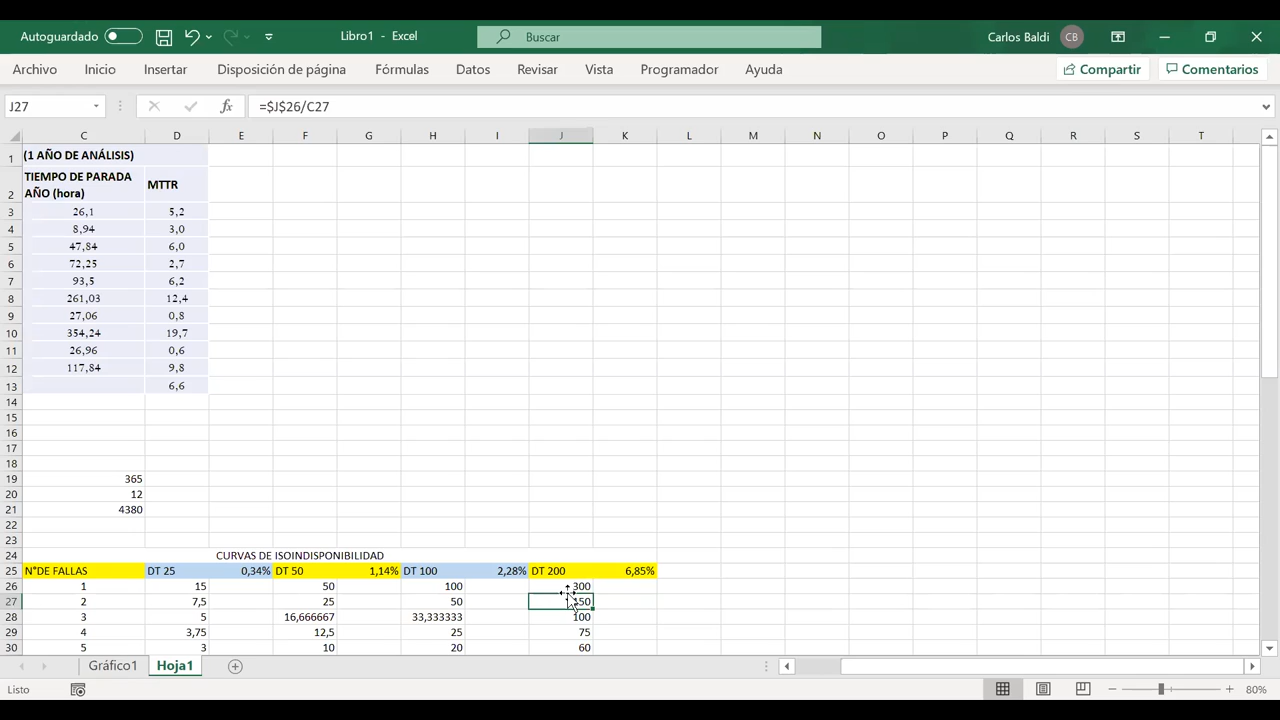 Autoguardado
Libro1 - Excel
Buscar
Carlos Baldi CB
Archivo Inicio Insertar Disposición de página Fórmulas Datos Revisar Vista Programador Ayuda Compartir Comentarios
J27 fx =$J$26/C27
C D E F G H I J K L M N O P Q R S T
1 (1 AÑO DE ANÁLISIS)
TIEMPO DE PARADA
2 AÑO (hora) MTTR
3 26,1 5,2
4 8,94 3,0
5 47,84 6,0
6 72,25 2,7
7 93,5 6,2
8 261,03 12,4
9 27,06 0,8
10 354,24 19,7
11 26,96 0,6
12 117,84 9,8
13 6,6
14
15
16
17
18
19 365
20 12
21 4380
22
23
24 CURVAS DE ISOINDISPONIBILIDAD
25 N°DE FALLAS DT 25 0,34% DT 50 1,14% DT 100 2,28% DT 200 6,85%
26 1 15 50 100 300
27 2 7,5 25 50 150
28 3 5 16,666667 33,333333 100
29 4 3,75 12,5 25 75
30 5 3 10 20 60
Gráfico1 Hoja1
Listo 80%